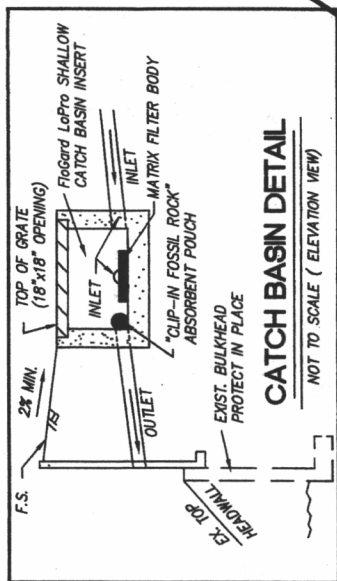 F.S.
2% MIN.
TOP OF GRATE
(18"x18" OPENING)
FloGard LoPro SHALLOW
CATCH BASIN INSERT
INLET
INLET
MATRIX FILTER BODY
"CLIP-IN FOSSIL ROCK"
ABSORBENT POUCH
OUTLET
EX. TOP
HEADWALL
EXIST. BULKHEAD
PROTECT IN PLACE
CATCH BASIN DETAIL
NOT TO SCALE ( ELEVATION VIEW)